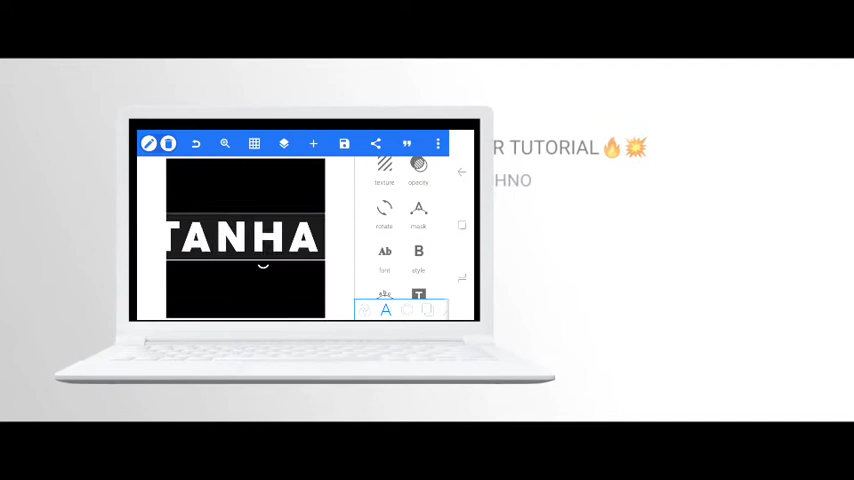 R TUTORIAL🔥💥
HNO
TANHA
texture opacity
rotate mask
Ab B
font style
T
A